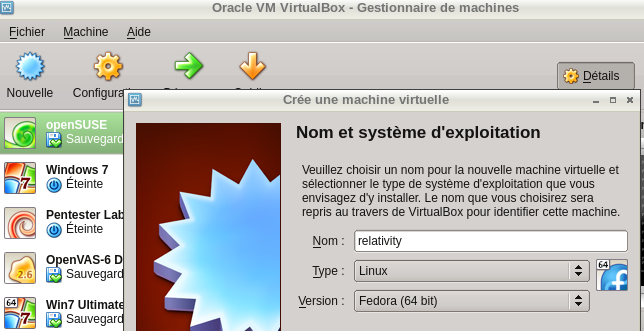 Oracle VM VirtualBox - Gestionnaire de machines
Fichier Machine Aide
Nouvelle
Détails
Crée une machine virtuelle
openSUSE
Windows 7
Éteinte
Pentester Lab
Éteinte
OpenVAS-6
2.6
64 Win7 Ultimate
Nom et système d'exploitation
Veuillez choisir un nom pour la nouvelle machine virtuelle et
sélectionner le type de système d'exploitation que vous
envisagez d'y installer. Le nom que vous choisirez sera
repris au travers de VirtualBox pour identifier cette machine.
Nom : relativity
Type : Linux 64
Version : Fedora (64 bit)